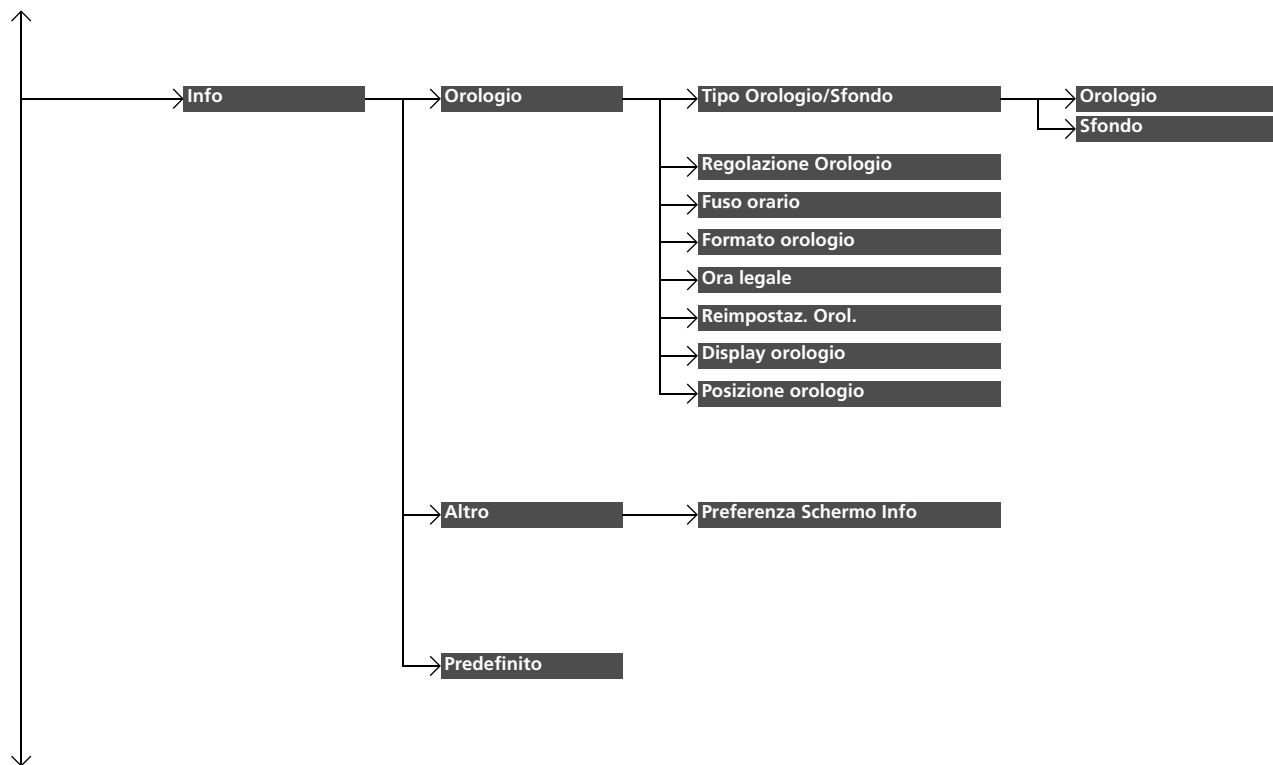 Info
Orologio
Tipo Orologio/Sfondo
Orologio
Sfondo
Regolazione Orologio
Fuso orario
Formato orologio
Ora legale
Reimpostaz. Orol.
Display orologio
Posizione orologio
Altro
Preferenza Schermo Info
Predefinito